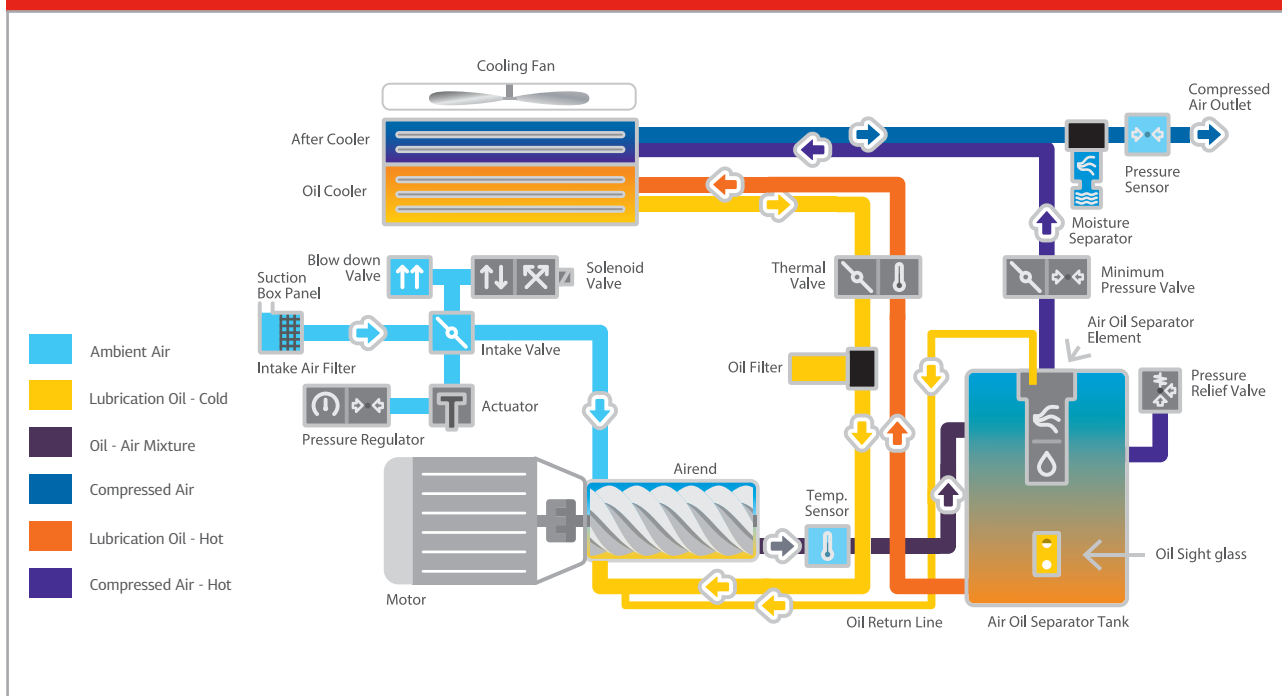 Cooling Fan
After Cooler
Oil Cooler
Compressed
Air Outlet
Pressure
Sensor
Moisture
Separator
Blow down
Valve
Solenoid
Valve
Suction
Box Panel
Intake Valve
Intake Air Filter
Actuator
Pressure Regulator
Thermal
Valve
Minimum
Pressure Valve
Air Oil Separator
Element
Oil Filter
Pressure
Relief Valve
Ambient Air
Lubrication Oil - Cold
Oil - Air Mixture
Compressed Air
Lubrication Oil - Hot
Compressed Air - Hot
Airend
Temp.
Sensor
Oil Sight glass
Motor
Oil Return Line
Air Oil Separator Tank